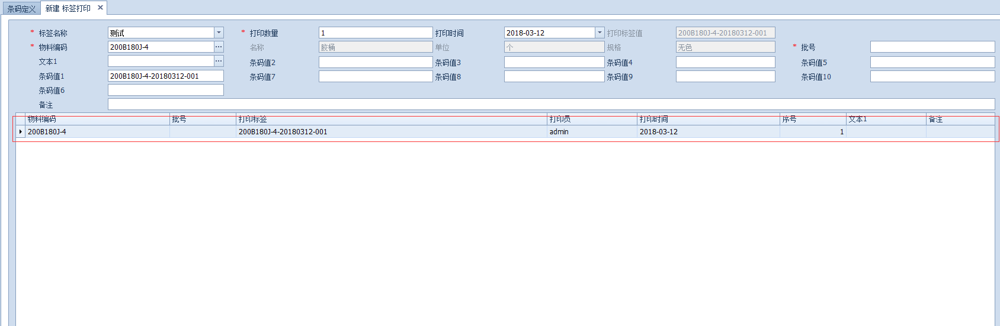 条码定义 新建 标签打印
* 标签名称 测试 * 打印数量 1 打印时间 2018-03-12 打印标签值 200B180J-4-20180312-001
* 物料编码 200B180J-4 名称 胶桶 单位 个 规格 无色 * 批号
文本1 条码值2 条码值3 条码值4 条码值5
条码值1 200B180J-4-20180312-001 条码值7 条码值8 条码值9 条码值10
条码值6
备注
物料编码 批号 打印标签 打印员 打印时间 序号 文本1 备注
200B180J-4 200B180J-4-20180312-001 admin 2018-03-12 1